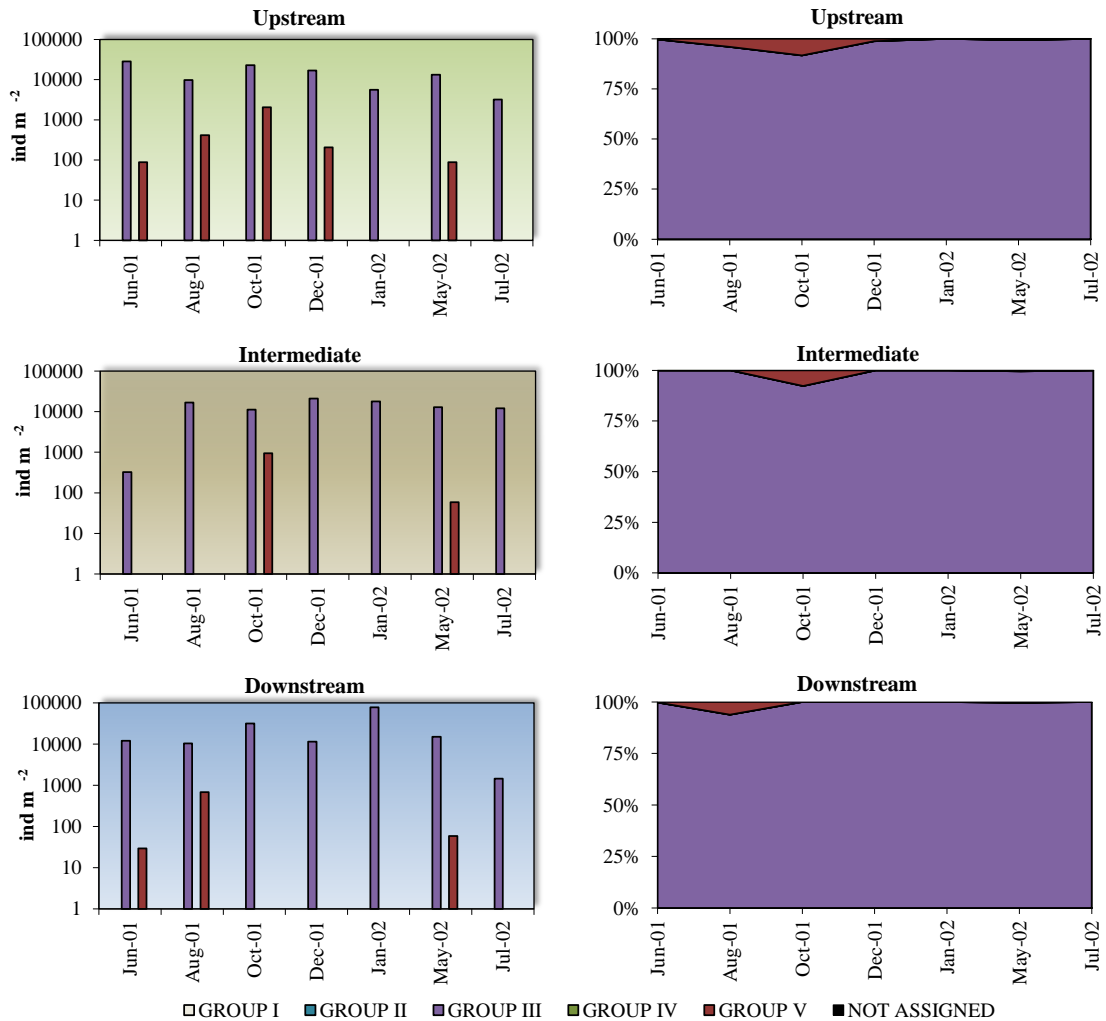 Upstream
100000
10000
1000
100
10
1
ind m -2
Jun-01
Aug-01
Oct-01
Dec-01
Jan-02
May-02
Jul-02
Upstream
100%
75%
50%
25%
0%
Jun-01
Aug-01
Oct-01
Dec-01
Jan-02
May-02
Jul-02
Intermediate
100000
10000
1000
100
10
1
ind m -2
Jun-01
Aug-01
Oct-01
Dec-01
Jan-02
May-02
Jul-02
Intermediate
100%
75%
50%
25%
0%
Jun-01
Aug-01
Oct-01
Dec-01
Jan-02
May-02
Jul-02
Downstream
100000
10000
1000
100
10
1
ind m -2
Jun-01
Aug-01
Oct-01
Dec-01
Jan-02
May-02
Jul-02
Downstream
100%
75%
50%
25%
0%
Jun-01
Aug-01
Oct-01
Dec-01
Jan-02
May-02
Jul-02
GROUP I GROUP II GROUP III GROUP IV GROUP V NOT ASSIGNED